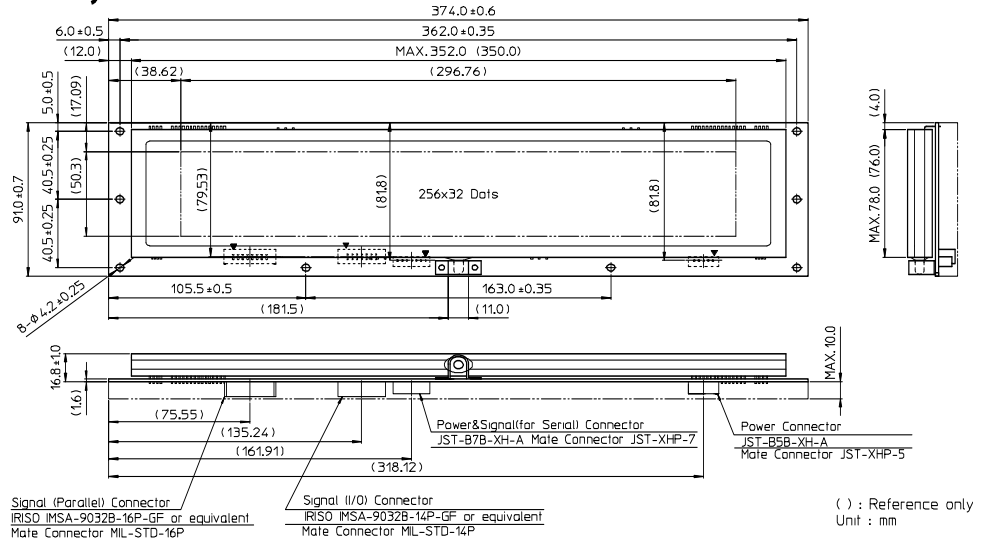 374.0±0.6
6.0±0.5
362.0±0.35
(12.0)
MAX.352.0 (350.0)
(38.62)
(296.76)
5.0±0.5
(17.09)
(4.0)
91.0±0.7
40.5±0.25
40.5±0.25
(50.3)
(79.53)
(81.8)
256x32 Dots
(81.8)
MAX.78.0 (76.0)
8-Φ4.2±0.25
105.5±0.5
163.0±0.35
(181.5)
(11.0)
16.8±1.0
(1.6)
MAX.10.0
(75.55)
(135.24)
(161.91)
(318.12)
Power&Signal(for Serial) Connector
JST-B7B-XH-A Mate Connector JST-XHP-7
Power Connector
JST-B5B-XH-A
Mate Connector JST-XHP-5
Signal (Parallel) Connector
IRISO IMSA-9032B-16P-GF or equivalent
Mate Connector MIL-STD-16P
Signal (I/O) Connector
IRISO IMSA-9032B-14P-GF or equivalent
Mate Connector MIL-STD-14P
( ) : Reference only
Unit : mm